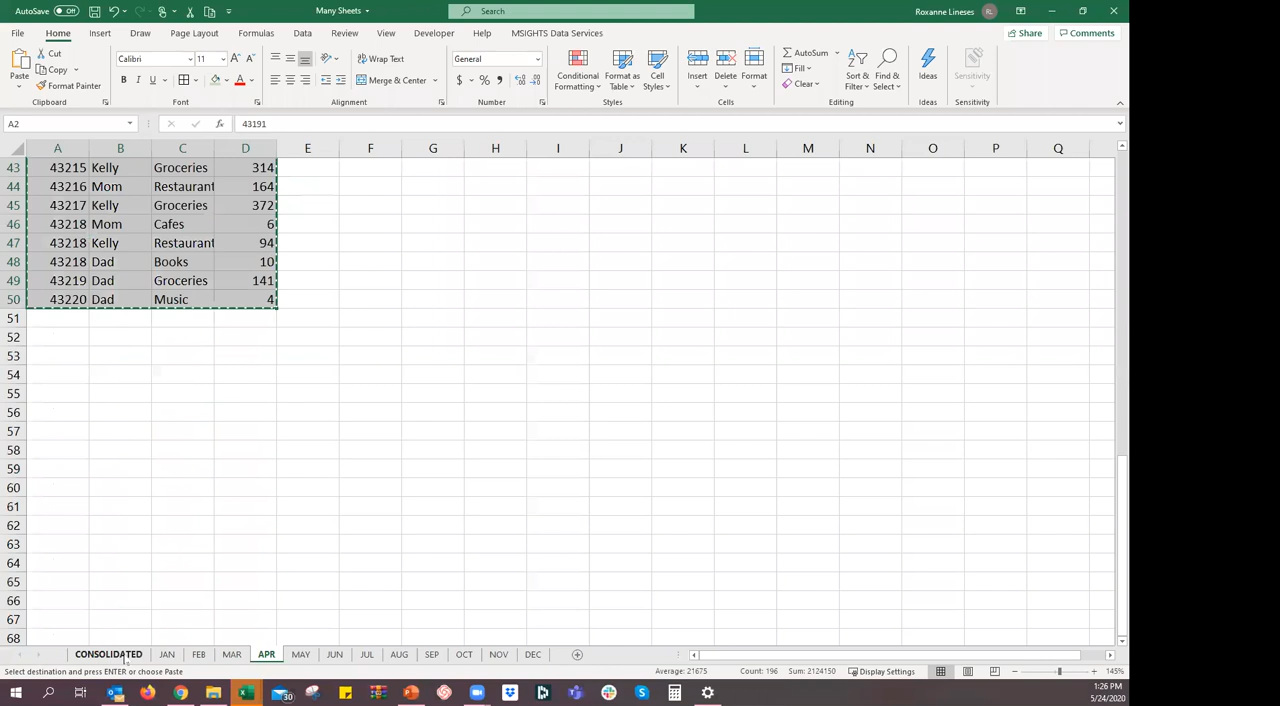 AutoSave Off Many Sheets Search Roxanne Lineses RL
File Home Insert Draw Page Layout Formulas Data Review View Developer Help MSIGHTS Data Services Share Comments
Paste Cut Copy Format Painter Clipboard
Calibri 11 A A B I U A Font
Wrap Text Merge & Center Alignment
General $ % , Number
Conditional Formatting Format as Table Cell Styles Styles
Insert Delete Format Cells
AutoSum Fill Clear Sort & Filter Find & Select Editing
Ideas Ideas
Sensitivity Sensitivity
A2 fx 43191
A B C D E F G H I J K L M N O P Q
43 43215 Kelly Groceries 314
44 43216 Mom Restaurant 164
45 43217 Kelly Groceries 372
46 43218 Mom Cafes 6
47 43218 Kelly Restaurant 94
48 43218 Dad Books 10
49 43219 Dad Groceries 141
50 43220 Dad Music 4
51
52
53
54
55
56
57
58
59
60
61
62
63
64
65
66
67
68
CONSOLIDATED JAN FEB MAR APR MAY JUN JUL AUG SEP OCT NOV DEC
Select destination and press ENTER or choose Paste Average: 21675 Count: 196 Sum: 2124150 Display Settings 145%
30 1:26 PM
5/24/2020